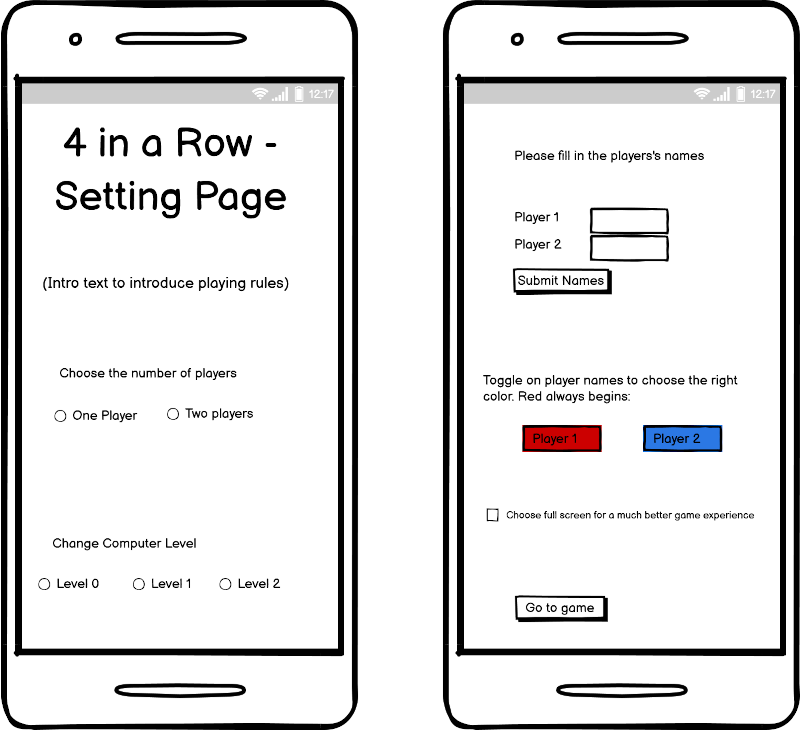 12:17
4 in a Row -
Setting Page
(Intro text to introduce playing rules)
Choose the number of players
One Player
Two players
Change Computer Level
Level 0
Level 1
Level 2
12:17
Please fill in the players's names
Player 1
Player 2
Submit Names
Toggle on player names to choose the right
color. Red always begins:
Player 1
Player 2
Choose full screen for a much better game experience
Go to game